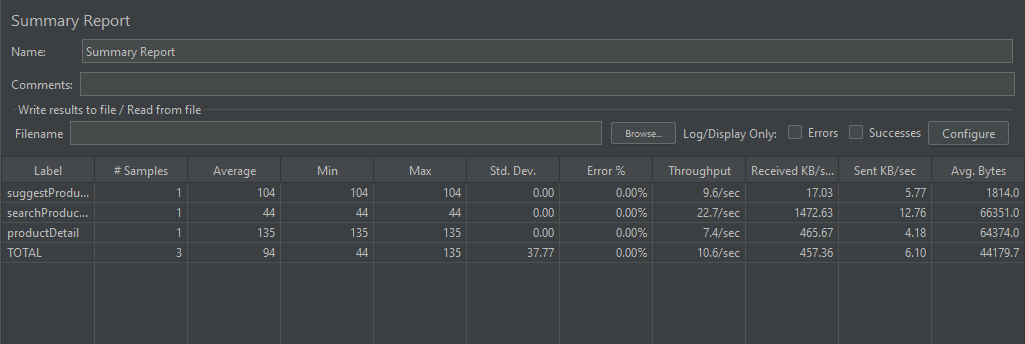 Summary Report
Name: Summary Report
Comments:
Write results to file / Read from file
Filename Browse... Log/Display Only: Errors Successes Configure
Label # Samples Average Min Max Std. Dev. Error % Throughput Received KB/s... Sent KB/sec Avg. Bytes
suggestProdu... 1 104 104 104 0.00 0.00% 9.6/sec 17.03 5.77 1814.0
searchProduc... 1 44 44 44 0.00 0.00% 22.7/sec 1472.63 12.76 66351.0
productDetail 1 135 135 135 0.00 0.00% 7.4/sec 465.67 4.18 64374.0
TOTAL 3 94 44 135 37.77 0.00% 10.6/sec 457.36 6.10 44179.7